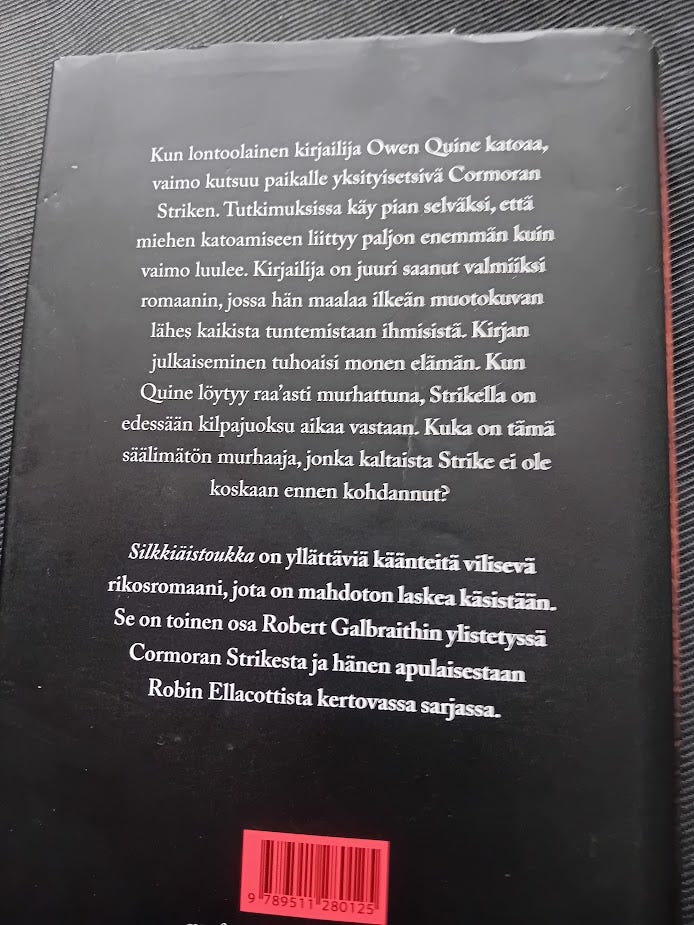 Kun lontoolainen kirjailija Owen Quine katoaa,
vaimo kutsuu paikalle yksityisetsivä Cormoran
Striken. Tutkimuksissa käy pian selväksi, että
miehen katoamiseen liittyy paljon enemmän kuin
vaimo luulee. Kirjailija on juuri saanut valmiiksi
romaanin, jossa hän maalaa ilkeän muotokuvan
lähes kaikista tuntemistaan ihmisistä. Kirjan
julkaiseminen tuhoaisi monen elämän. Kun
Quine löytyy raa'asti murhattuna, Strikella on
edessään kilpajuoksu aikaa vastaan. Kuka on tämä
säälimätön murhaaja, jonka kaltaista Strike ei ole
koskaan ennen kohdannut?
Silkkiäistoukka on yllättäviä käänteitä vilisevä
rikosromaani, jota on mahdoton laskea käsistään.
Se on toinen osa Robert Galbraithin ylistetyssä
Cormoran Strikesta ja hänen apulaisestaan
Robin Ellacottista kertovassa sarjassa.
9 789511 280125